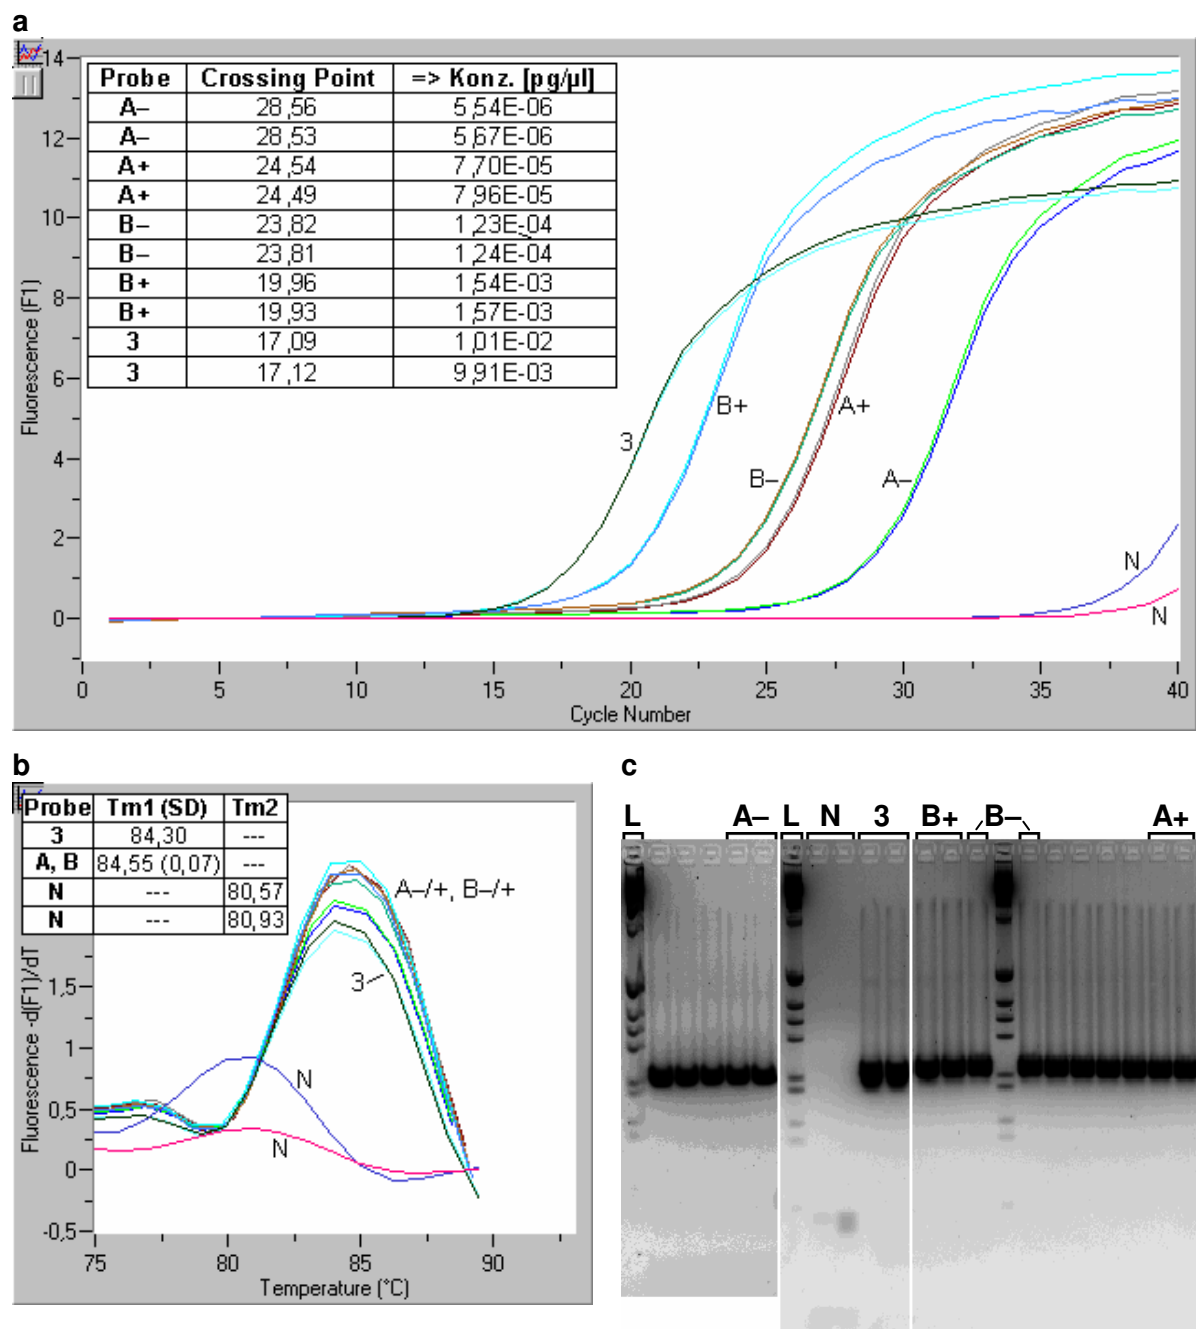 a
14
12
10
8
6
4
2
0
Fluorescence (F1)
Probe Crossing Point => Konz. [pg/µl]
A– 28,56 5,54E-06
A– 28,53 5,67E-06
A+ 24,54 7,70E-05
A+ 24,49 7,96E-05
B– 23,82 1,23E-04
B– 23,81 1,24E-04
B+ 19,96 1,54E-03
B+ 19,93 1,57E-03
3 17,09 1,01E-02
3 17,12 9,91E-03
3
B+
B–
A+
A–
N
N
0 5 10 15 20 25 30 35 40
Cycle Number
b
Probe Tm1 (SD) Tm2
3 84,30 ---
A, B 84,55 (0,07) ---
N --- 80,57
N --- 80,93
Fluorescence -d(F1)/dT
1,5
1
0,5
0
-0,5
A–/+, B–/+
3
N
N
75 80 85 90
Temperature (°C)
c
L A– L N 3 B+ B– A+